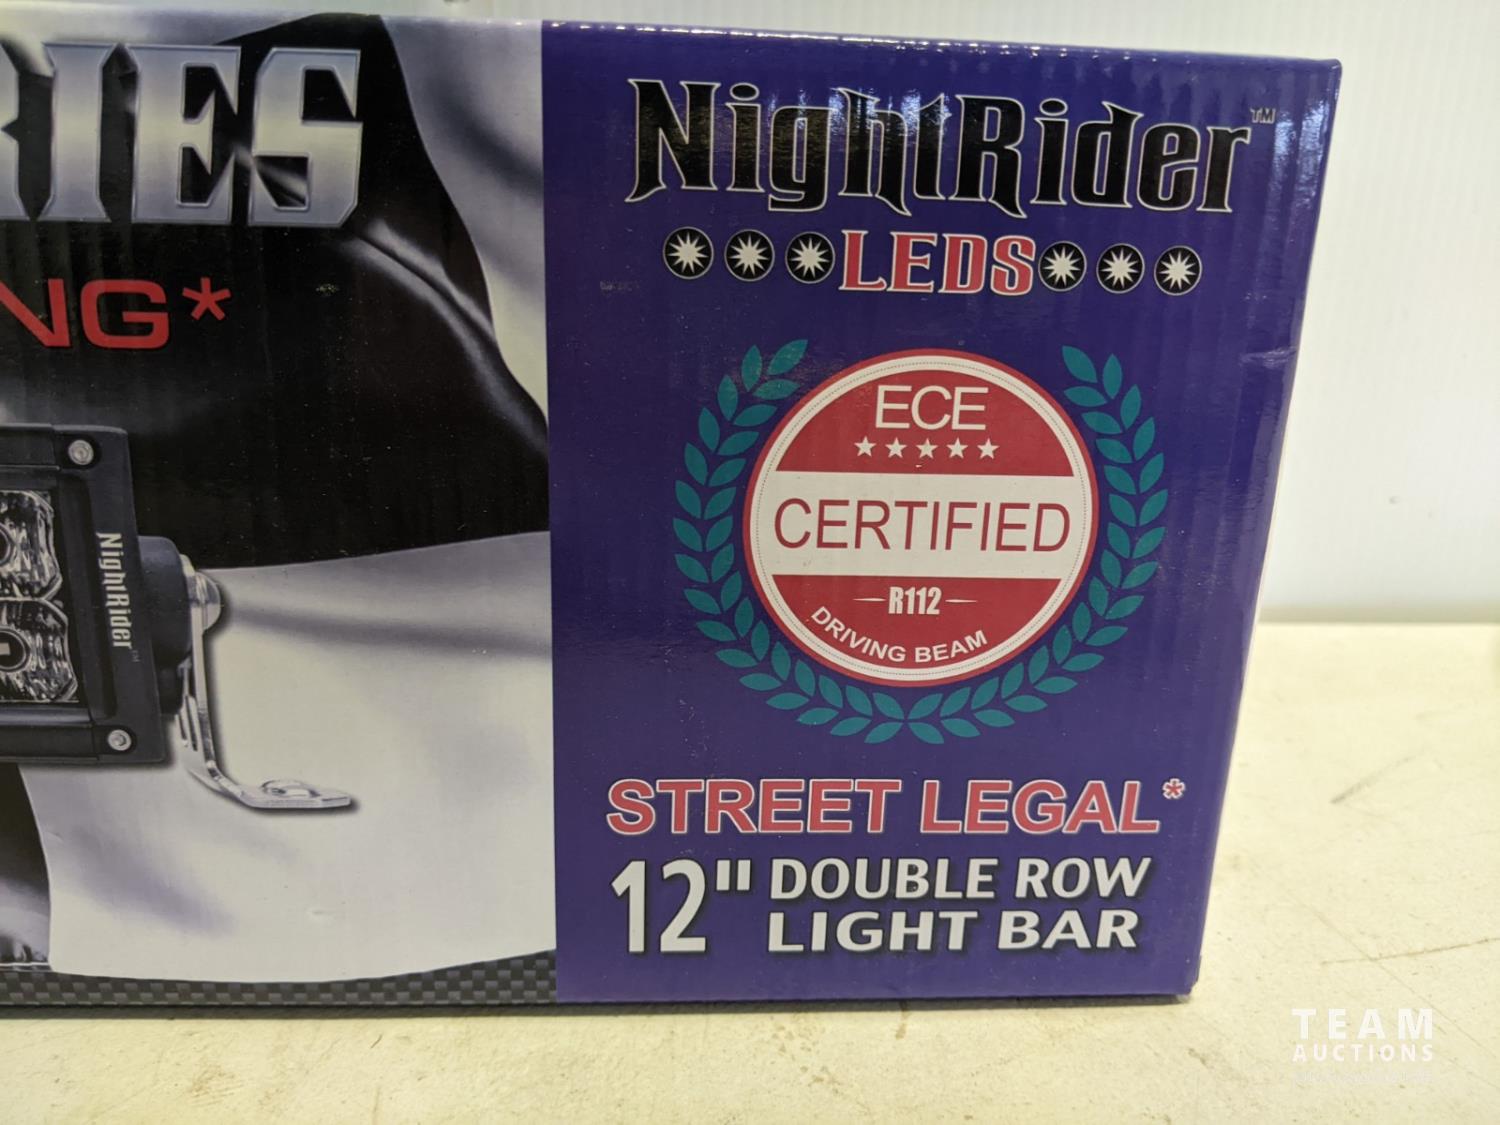 RIES
NG*
NightRider
NightRider™
LEDS
ECE
CERTIFIED
R112
DRIVING BEAM
STREET LEGAL*
12" DOUBLE ROW
LIGHT BAR
TEAM
AUCTIONS